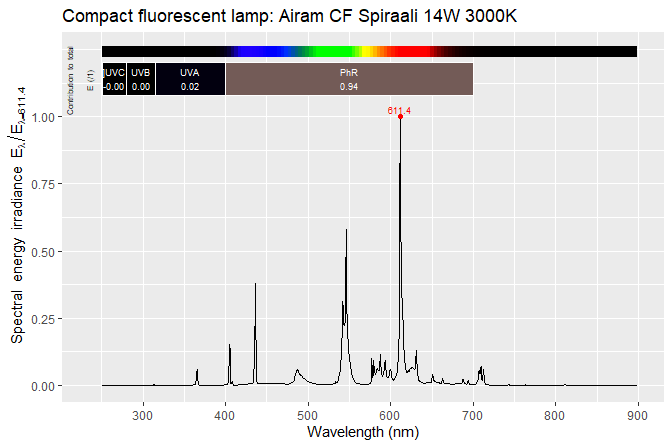 Compact fluorescent lamp: Airam CF Spiraali 14W 3000K
Contribution to total
E (/1)
]UVC UVB UVA PhR
-0.00 0.00 0.02 0.94
611.4
Spectral energy irradiance Eλ/Eλ=611.4
1.00
0.75
0.50
0.25
0.00
300 400 500 600 700 800 900
Wavelength (nm)